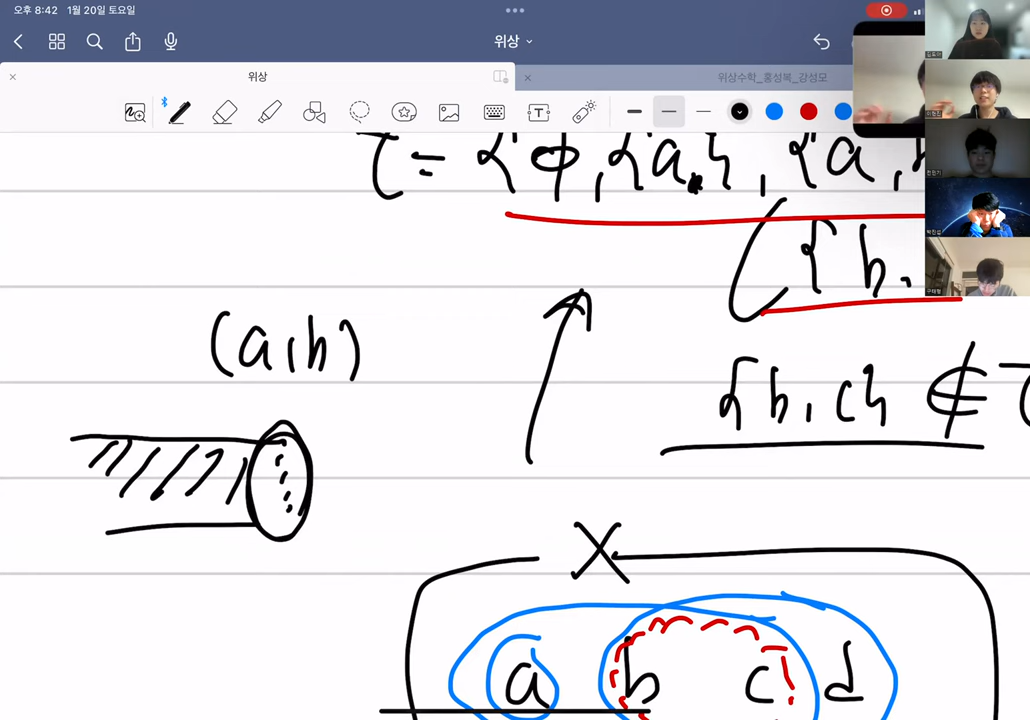 오후 8:42 1월 20일 토요일
위상
위상 위상수학_홍성복_강성모
T
τ = {ϕ, {a}, {a,
{b,
(a, b)
{b, c} ∉ τ
X
a b c d